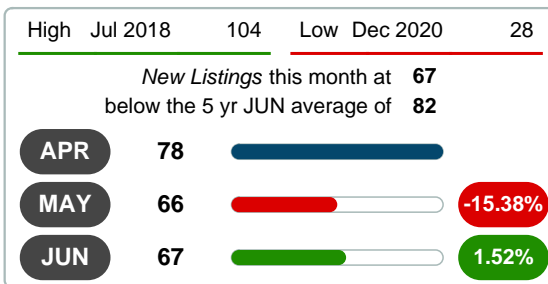 High Jul 2018 104 Low Dec 2020 28
New Listings this month at 67
below the 5 yr JUN average of 82
APR 78
MAY 66 -15.38%
JUN 67 1.52%